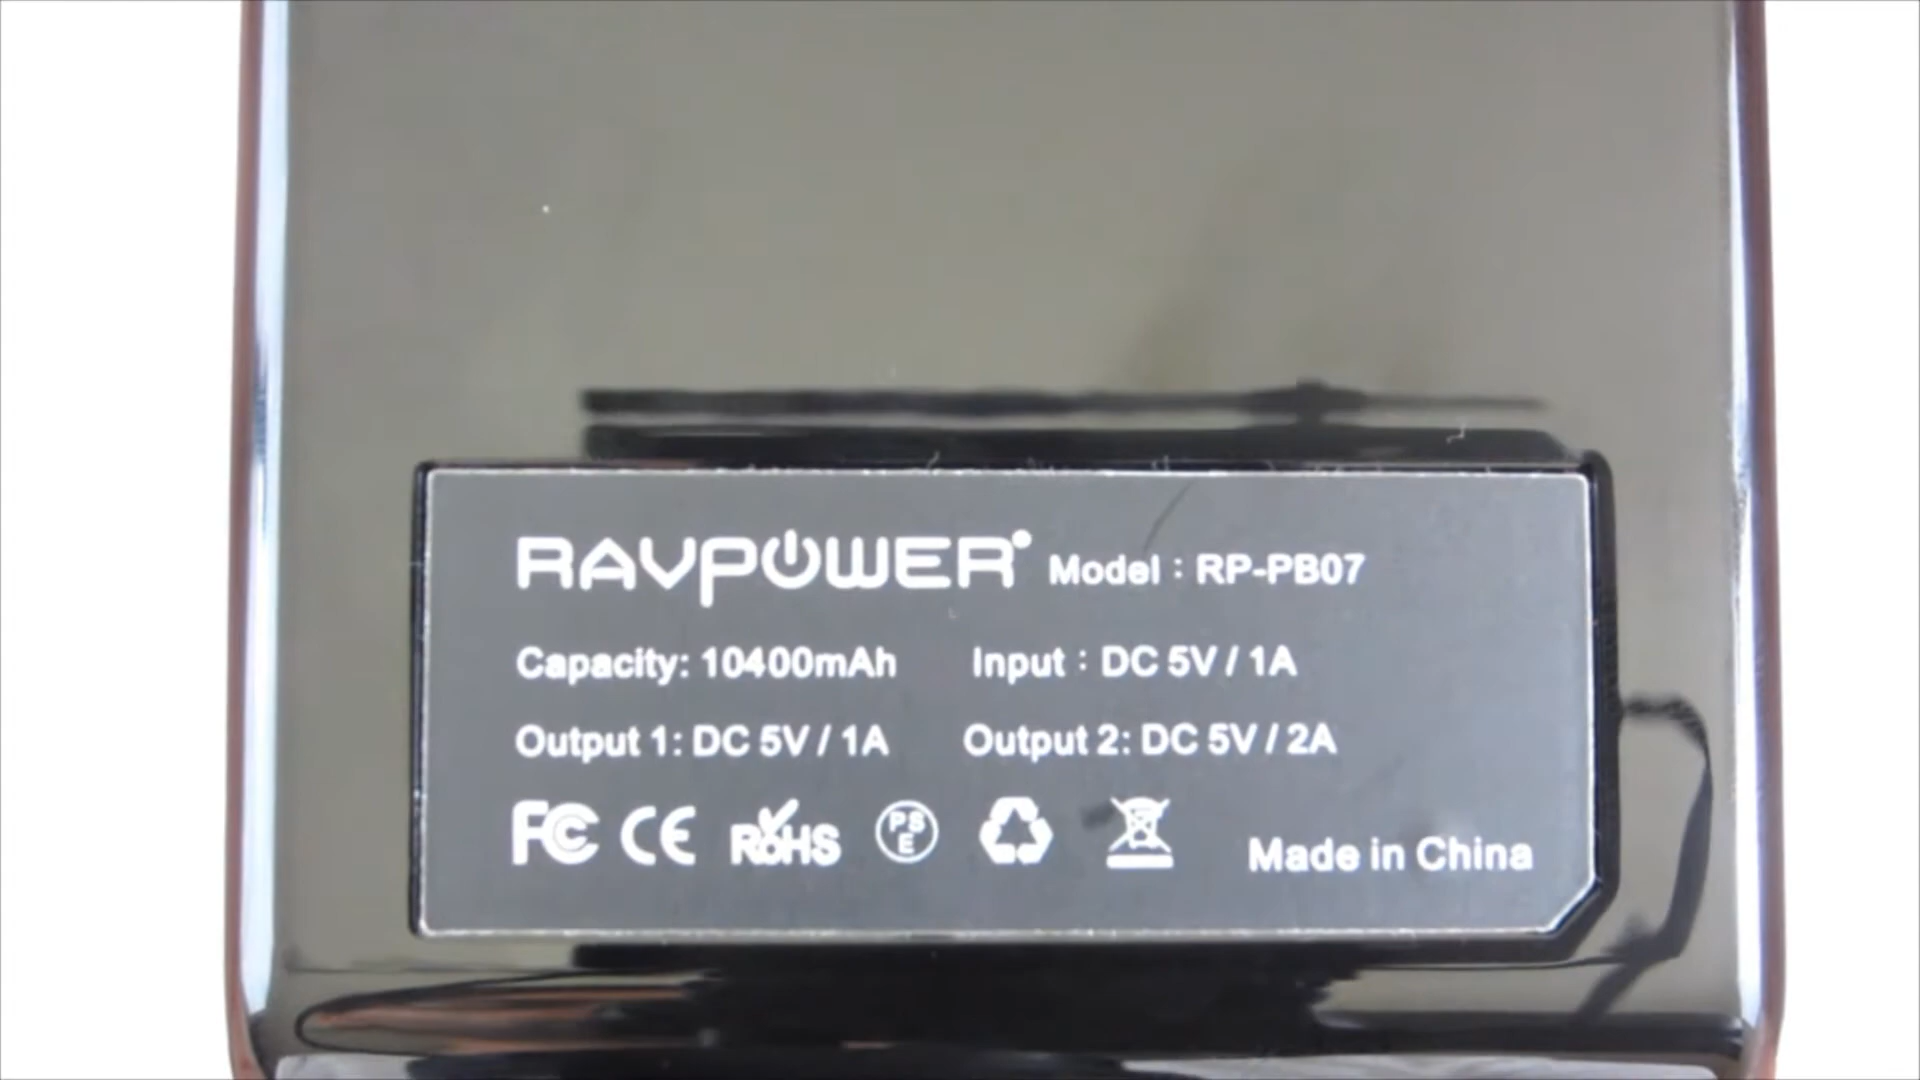 RAVPOWER Model : RP-PB07
Capacity: 10400mAh Input : DC 5V / 1A
Output 1: DC 5V / 1A Output 2: DC 5V / 2A
FC CE RoHS PSE Made in China